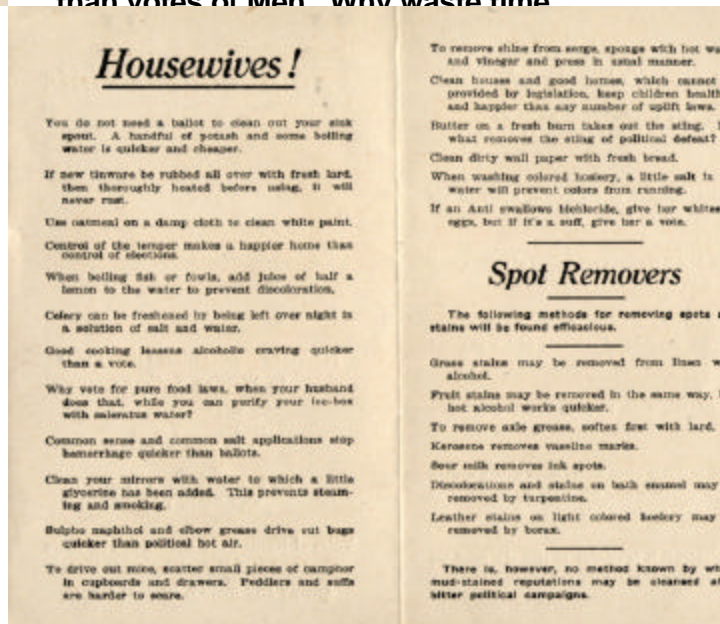 than votes of Men. Why waste time
Housewives!
You do not need a ballot to clean out your sink
spout. A handful of potash and some boiling
water is quicker and cheaper.
If new tinware be rubbed all over with fresh lard,
then thoroughly heated before using, it will
never rust.
Use oatmeal on a damp cloth to clean white paint.
Control of the temper makes a happier home than
control of elections.
When boiling fish or fowls, add juice of half a
lemon to the water to prevent discoloration.
Celery can be freshened by being left over night in
a solution of salt and water.
Good cooking lessens alcoholic craving quicker
than a vote.
Why vote for pure food laws, when your husband
does that, while you can purify your ice-box
with saleratus water?
Common sense and common salt applications stop
hemorrhage quicker than ballots.
Clean your mirrors with water to which a little
glycerine has been added. This prevents steam-
ing and smoking.
Sulpho naphthol and elbow grease drive out bugs
quicker than political hot air.
To drive out mice, scatter small pieces of camphor
in cupboards and drawers. Peddlers and suffs
are harder to scare.
To remove shine from serge, sponge with hot wa
and vinegar and press in usual manner.
Clean houses and good homes, which cannot
provided by legislation, keep children health
and happier than any number of uplift laws.
Butter on a fresh burn takes out the sting.
what removes the sting of political defeat?
Clean dirty wall paper with fresh bread.
When washing colored hosiery, a little salt in
water will prevent colors from running.
If an Anti swallows bichloride, give her whites
eggs, but if it's a suff, give her a vote.
Spot Removers
The following methods for removing spots a
stains will be found efficacious.
Grass stains may be removed from linen w
alcohol.
Fruit stains may be removed in the same way,
hot alcohol works quicker.
To remove axle grease, soften first with lard.
Kerosene removes vaseline marks.
Sour milk removes ink spots.
Discolorations and stains on bath enamel may
removed by turpentine.
Leather stains on light colored hosiery may
removed by borax.
There is, however, no method known by wh
mud-stained reputations may be cleansed af
bitter political campaigns.